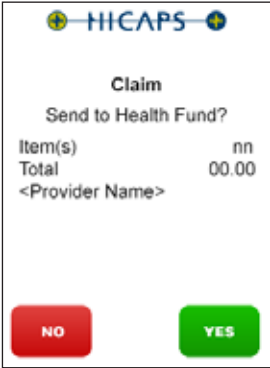 HICAPS
Claim
Send to Health Fund?
Item(s) nn
Total 00.00
<Provider Name>
NO YES